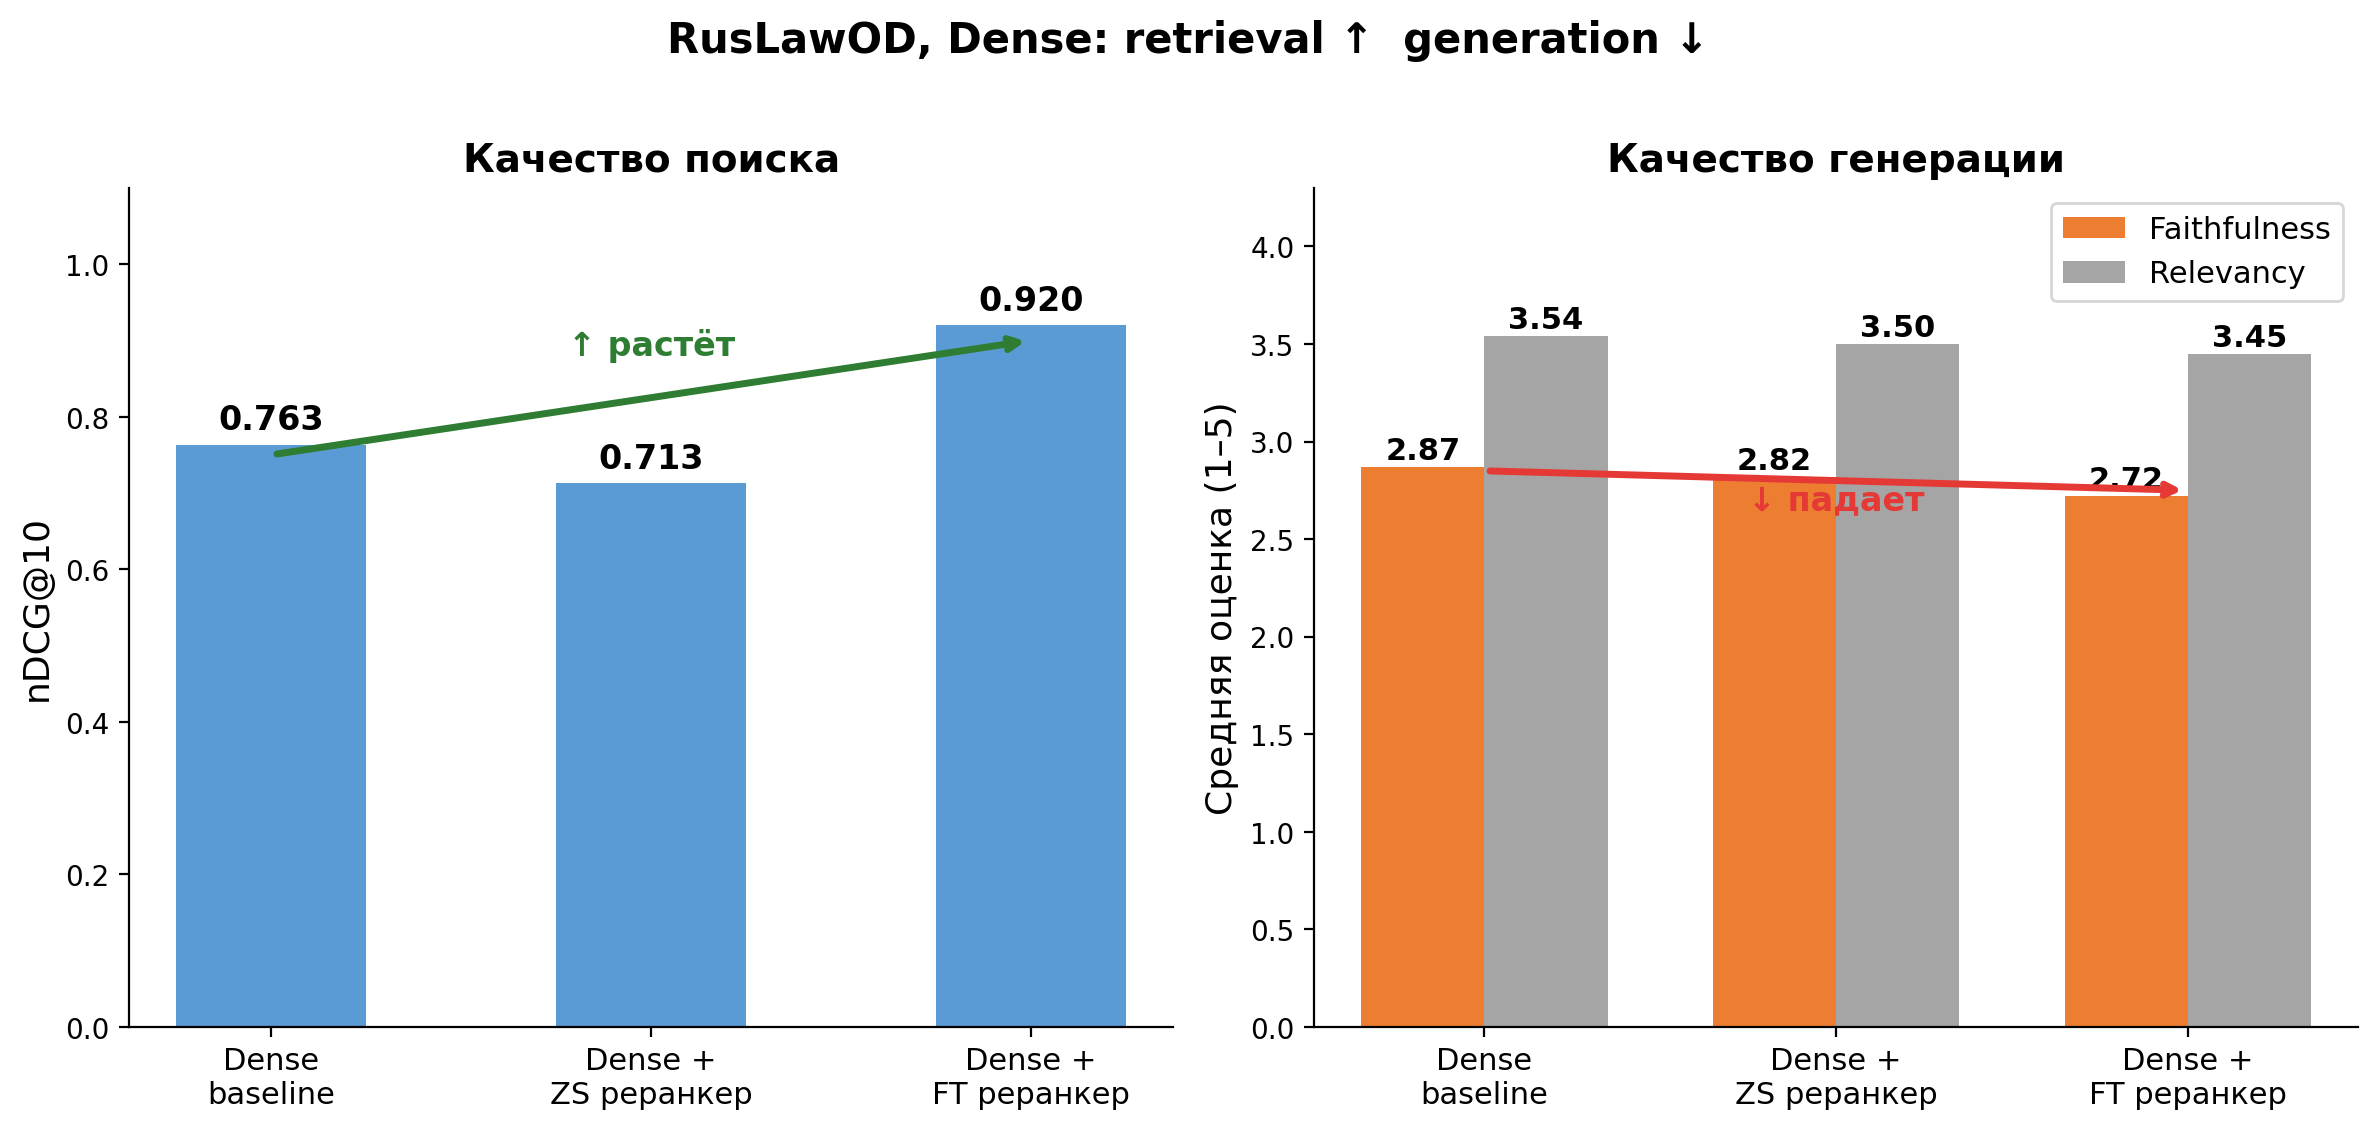 RusLawOD, Dense: retrieval ↑ generation ↓
Качество поиска
nDCG@10
1.0
0.8
0.6
0.4
0.2
0.0
0.763
↑ растёт
0.713
0.920
Dense
baseline
Dense +
ZS реранкер
Dense +
FT реранкер
Качество генерации
Средняя оценка (1–5)
4.0
3.5
3.0
2.5
2.0
1.5
1.0
0.5
0.0
Faithfulness
Relevancy
2.87
3.54
2.82
3.50
2.72
3.45
↓ падает
Dense
baseline
Dense +
ZS реранкер
Dense +
FT реранкер